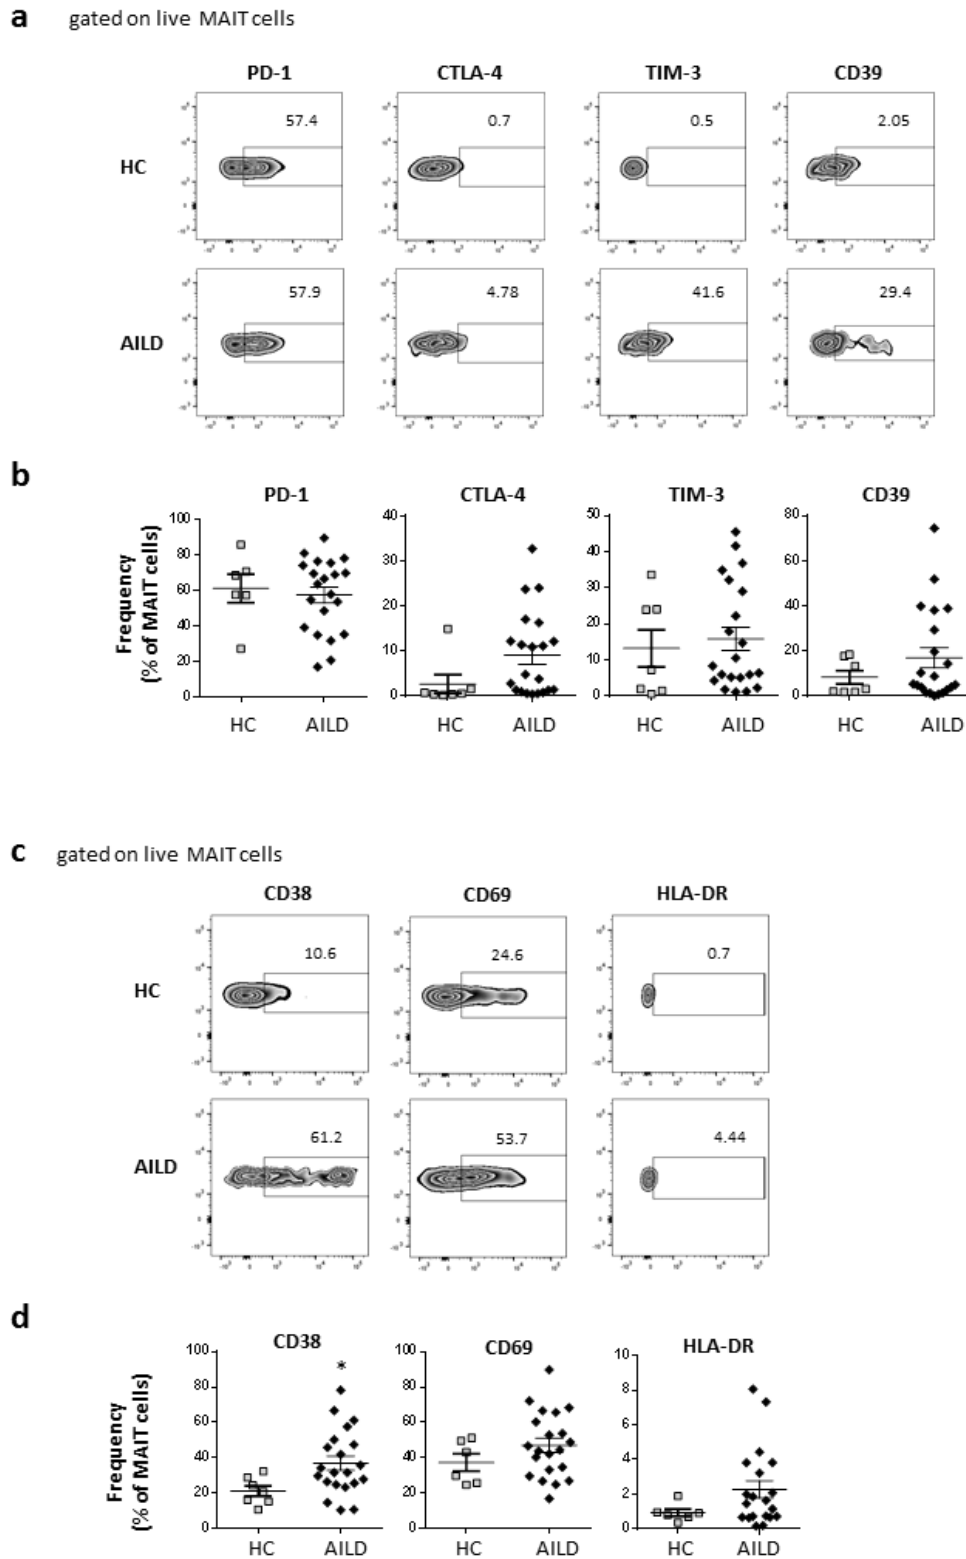 a gated on live MAIT cells
PD-1 CTLA-4 TIM-3 CD39
HC 57.4 0.7 0.5 2.05
AILD 57.9 4.78 41.6 29.4
b
PD-1 CTLA-4 TIM-3 CD39
Frequency
(% of MAIT cells)
100 80 60 40 20 0
40 30 20 10 0
50 40 30 20 10 0
80 60 40 20 0
HC AILD HC AILD HC AILD HC AILD
c gated on live MAIT cells
CD38 CD69 HLA-DR
HC 10.6 24.6 0.7
AILD 61.2 53.7 4.44
d
CD38 CD69 HLA-DR
Frequency
(% of MAIT cells)
100 80 60 40 20 0
100 80 60 40 20 0
10 8 6 4 2 0
*
HC AILD HC AILD HC AILD